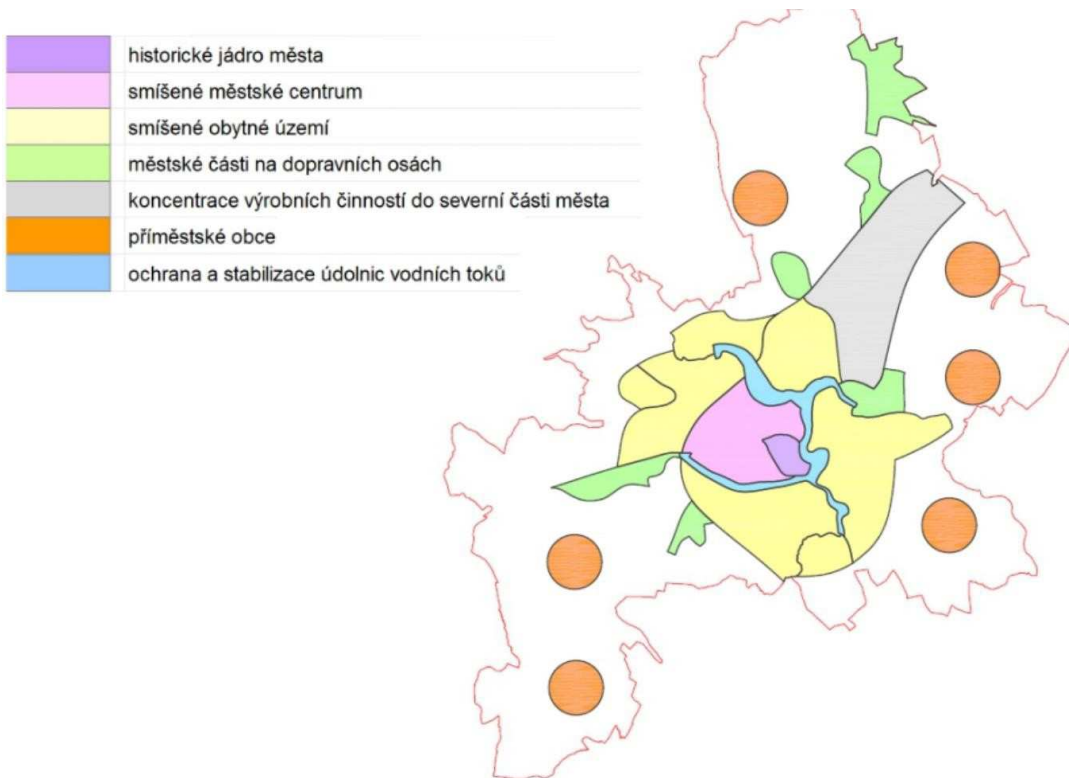 historické jádro města
smíšené městské centrum
smíšené obytné území
městské části na dopravních osách
koncentrace výrobních činností do severní části města
příměstské obce
ochrana a stabilizace údolnic vodních toků